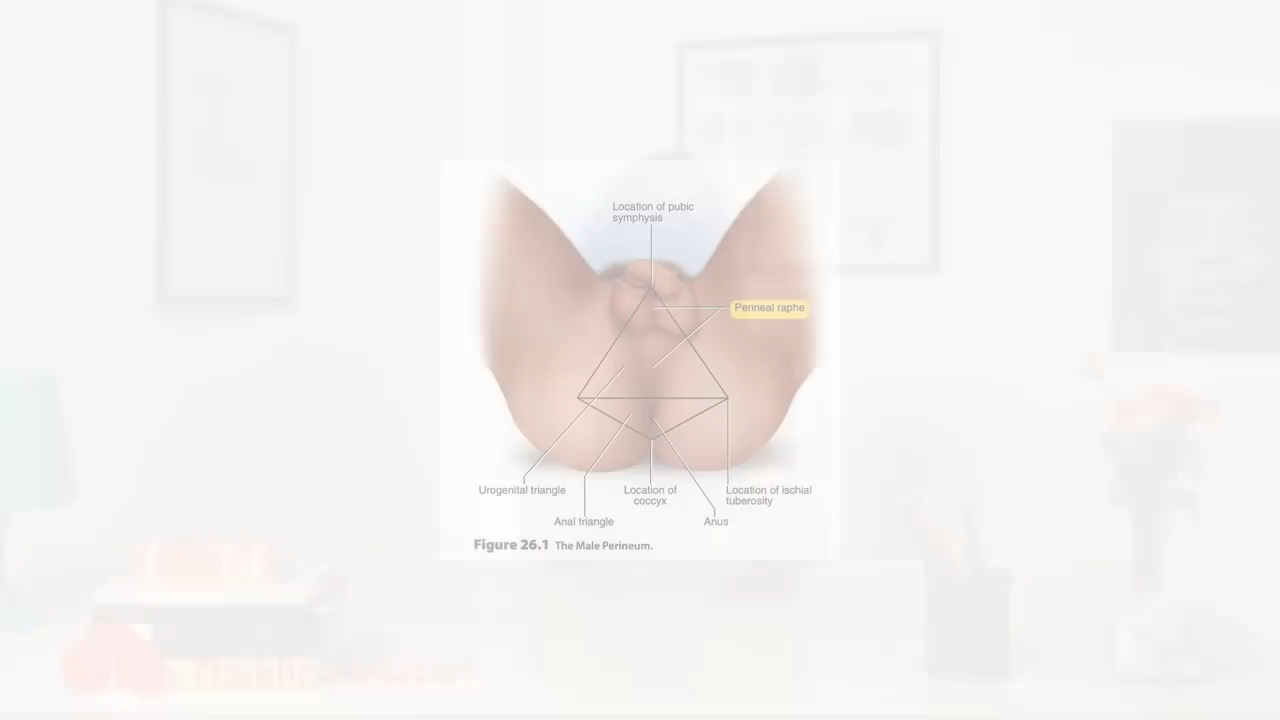 Location of pubic
symphysis
Perineal raphe
Urogenital triangle
Location of
coccyx
Location of ischial
tuberosity
Anal triangle
Anus
Figure 26.1 The Male Perineum.